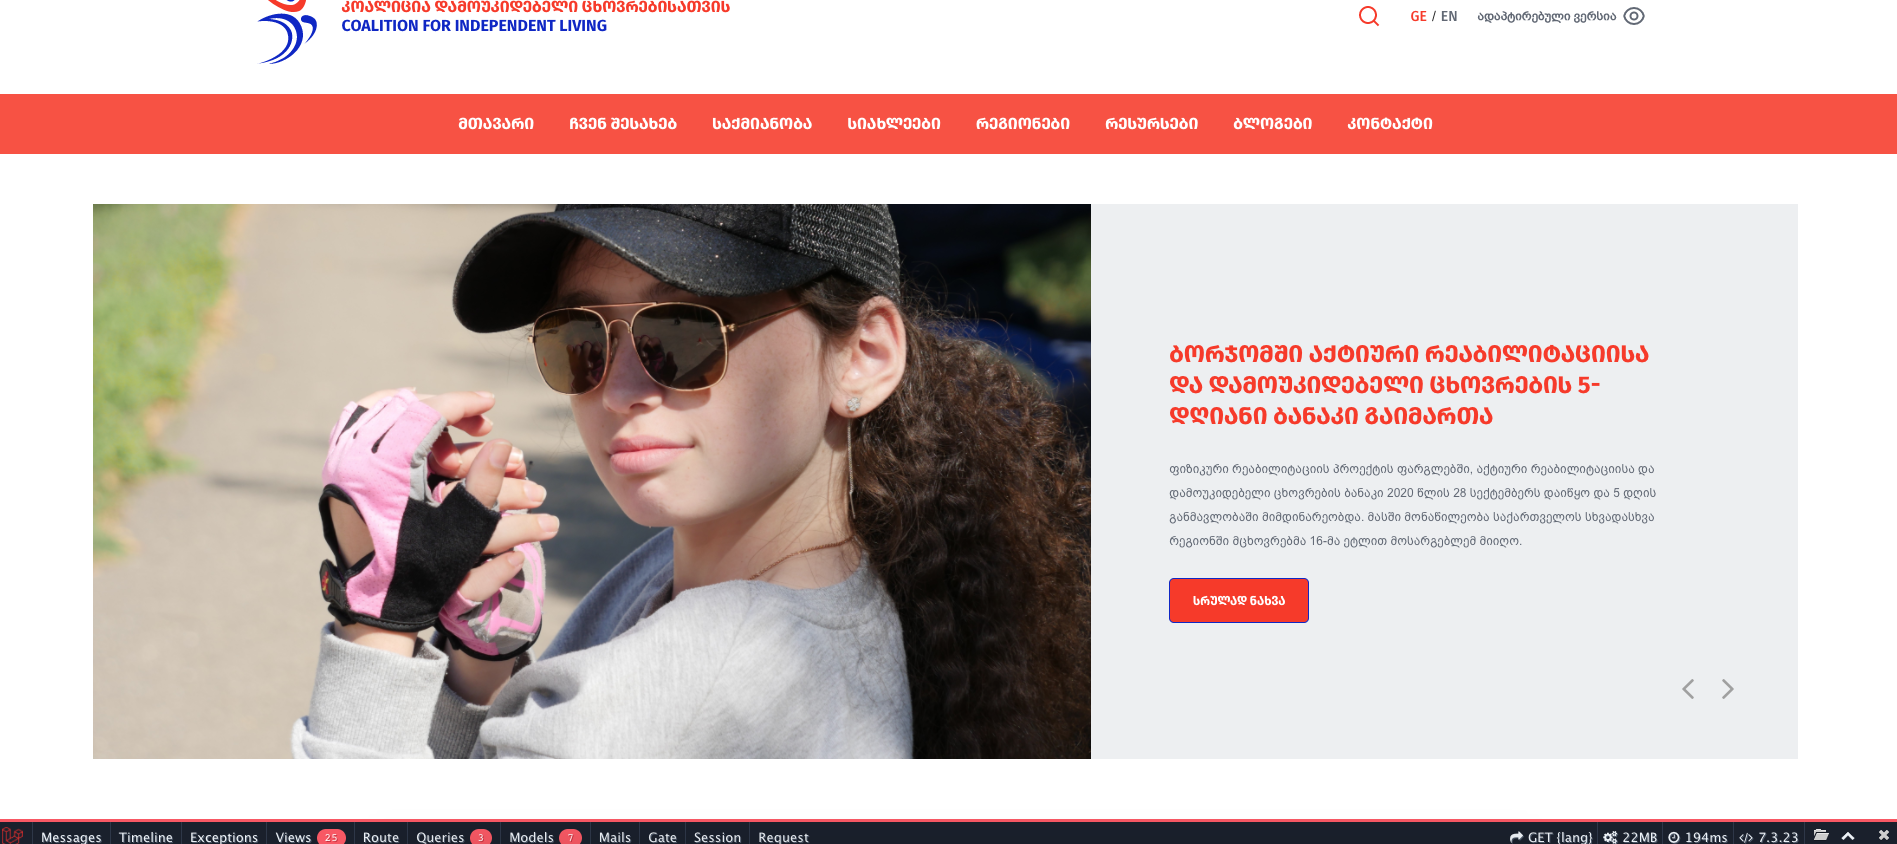 კოალიცია დამოუკიდებელი ცხოვრებისათვის
COALITION FOR INDEPENDENT LIVING
GE / EN ადაპტირებული ვერსია
მთავარი ჩვენ შესახებ საქმიანობა სიახლეები რეგიონები რესურსები ბლოგები კონტაქტი
ბორჯომში აქტიური რეაბილიტაციისა
და დამოუკიდებელი ცხოვრების 5-
დღიანი ბანაკი გაიმართა
ფიზიკური რეაბილიტაციის პროექტის ფარგლებში, აქტიური რეაბილიტაციისა და
დამოუკიდებელი ცხოვრების ბანაკი 2020 წლის 28 სექტემბერს დაიწყო და 5 დღის
განმავლობაში მიმდინარეობდა. მასში მონაწილეობა საქართველოს სხვადასხვა
რეგიონში მცხოვრებმა 16-მა ეტლით მოსარგებლემ მიიღო.
სრულად ნახვა
Messages Timeline Exceptions Views 25 Route Queries 3 Models 7 Mails Gate Session Request GET {lang} 22MB 194ms 7.3.23